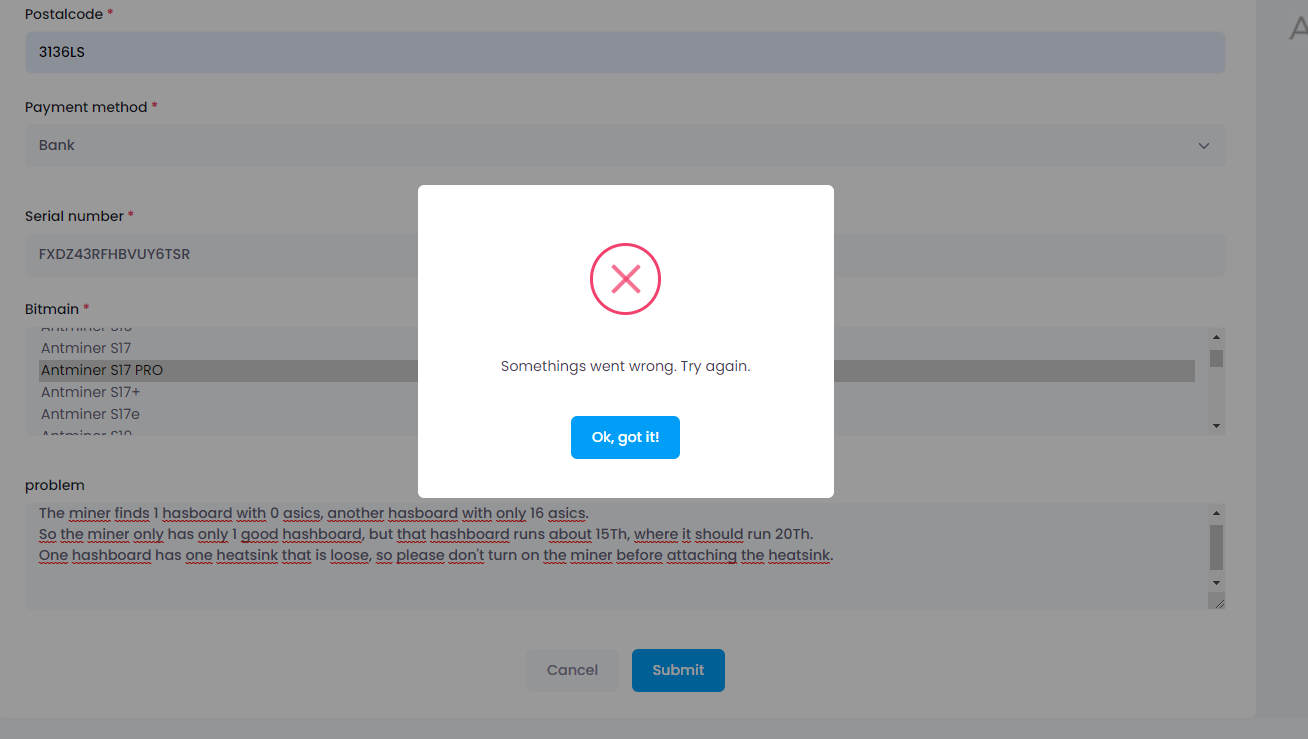 Postalcode *
3136LS
Payment method *
Bank
Serial number *
FXDZ43RFHBVUY6TSR
Bitmain *
Antminer S17
Antminer S17 PRO
Antminer S17+
Antminer S17e
Antminer S19
Somethings went wrong. Try again.
Ok, got it!
problem
The miner finds 1 hasboard with 0 asics, another hasboard with only 16 asics.
So the miner only has only 1 good hashboard, but that hashboard runs about 15Th, where it should run 20Th.
One hashboard has one heatsink that is loose, so please don't turn on the miner before attaching the heatsink.
Cancel
Submit